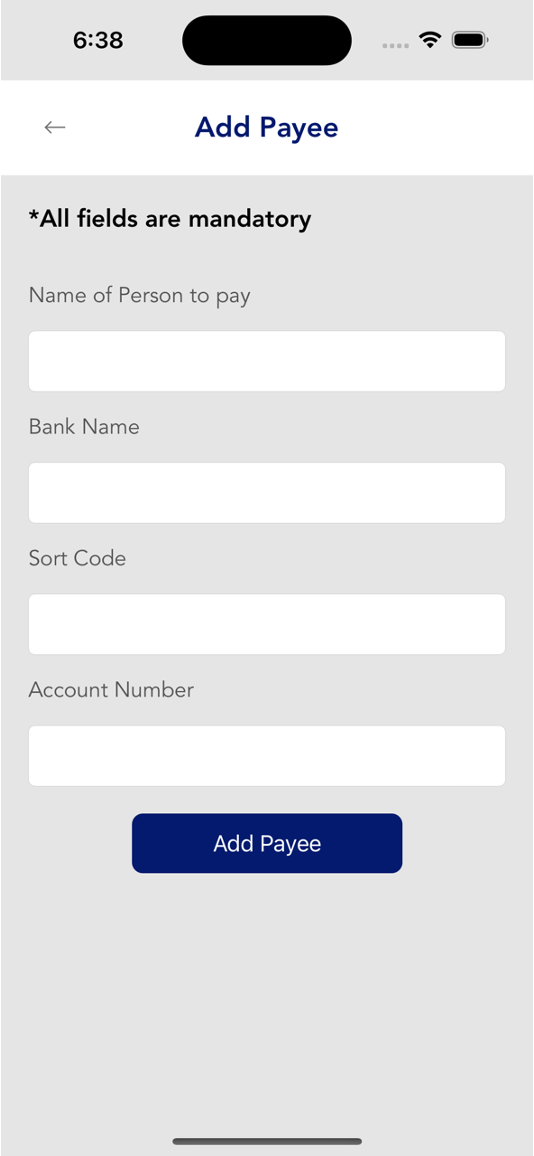 6:38
Add Payee
*All fields are mandatory
Name of Person to pay
Bank Name
Sort Code
Account Number
Add Payee